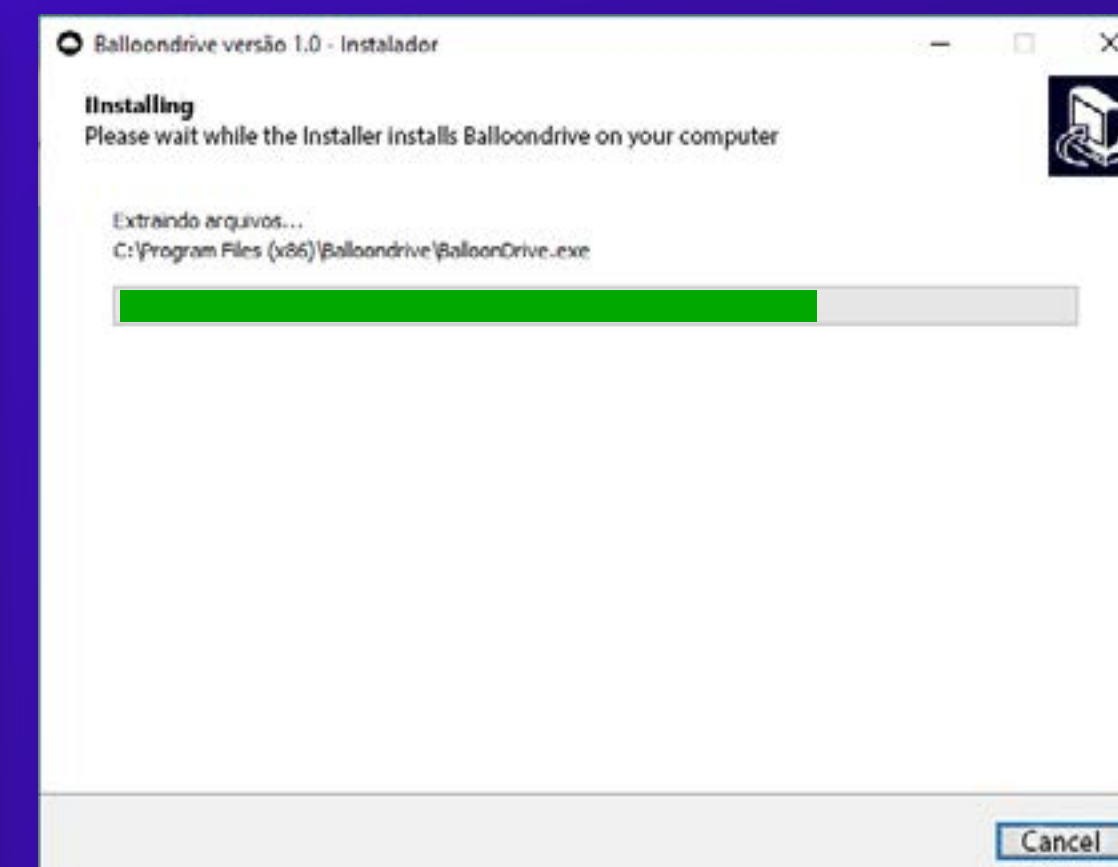 Balloondrive versão 1.0 - Instalador
IInstalling
Please wait while the Installer installs Balloondrive on your computer
Extraindo arquivos...
C:\Program Files (x86)\Balloondrive\BalloonDrive.exe
Cancel